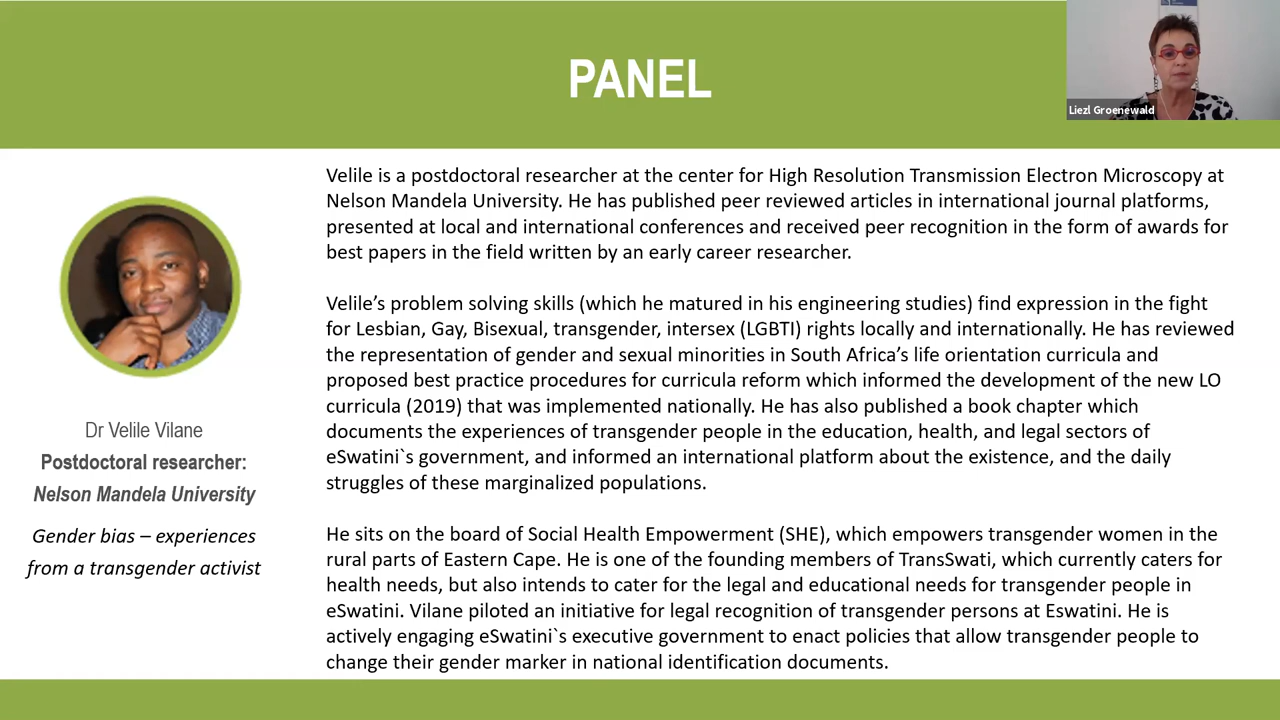 PANEL
Liezl Groenewald
Velile is a postdoctoral researcher at the center for High Resolution Transmission Electron Microscopy at
Nelson Mandela University. He has published peer reviewed articles in international journal platforms,
presented at local and international conferences and received peer recognition in the form of awards for
best papers in the field written by an early career researcher.
Velile’s problem solving skills (which he matured in his engineering studies) find expression in the fight
for Lesbian, Gay, Bisexual, transgender, intersex (LGBTI) rights locally and internationally. He has reviewed
the representation of gender and sexual minorities in South Africa’s life orientation curricula and
proposed best practice procedures for curricula reform which informed the development of the new LO
curricula (2019) that was implemented nationally. He has also published a book chapter which
documents the experiences of transgender people in the education, health, and legal sectors of
eSwatini`s government, and informed an international platform about the existence, and the daily
struggles of these marginalized populations.
He sits on the board of Social Health Empowerment (SHE), which empowers transgender women in the
rural parts of Eastern Cape. He is one of the founding members of TransSwati, which currently caters for
health needs, but also intends to cater for the legal and educational needs for transgender people in
eSwatini. Vilane piloted an initiative for legal recognition of transgender persons at Eswatini. He is
actively engaging eSwatini`s executive government to enact policies that allow transgender people to
change their gender marker in national identification documents.
Dr Velile Vilane
Postdoctoral researcher:
Nelson Mandela University
Gender bias – experiences
from a transgender activist